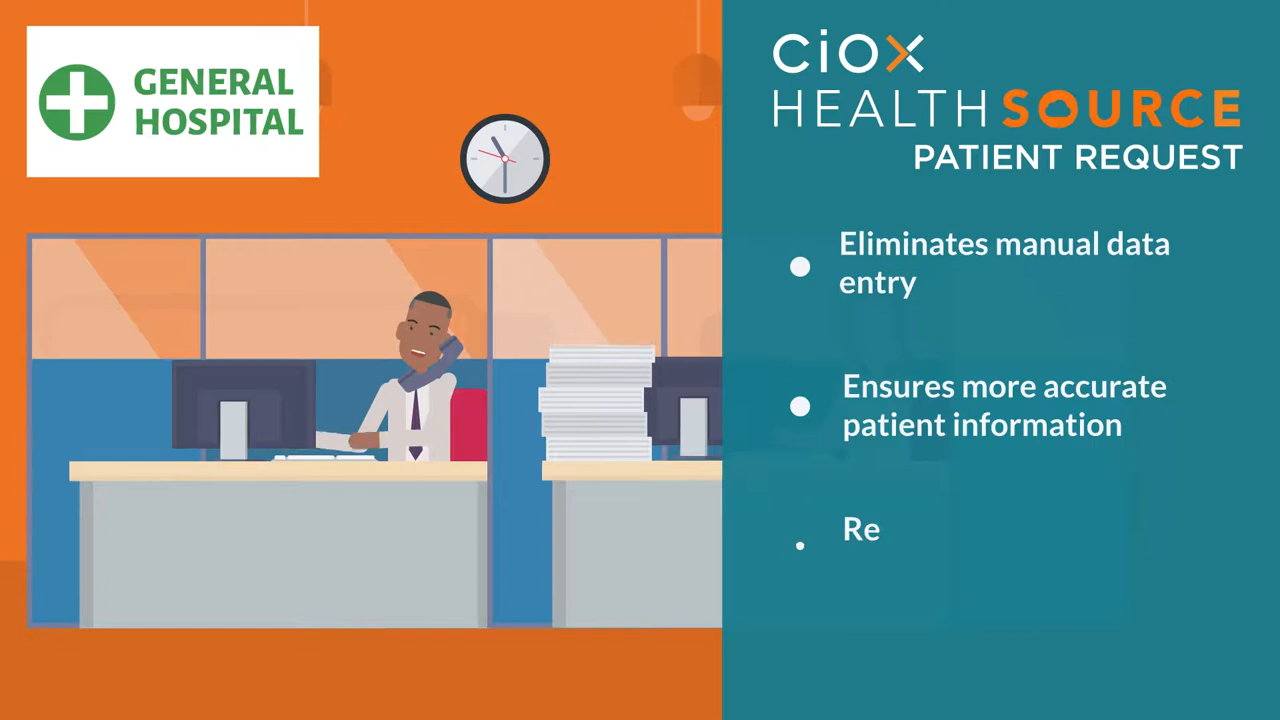 GENERAL
HOSPITAL
CIOX
HEALTHSOURCE
PATIENT REQUEST
Eliminates manual data
entry
Ensures more accurate
patient information
Re